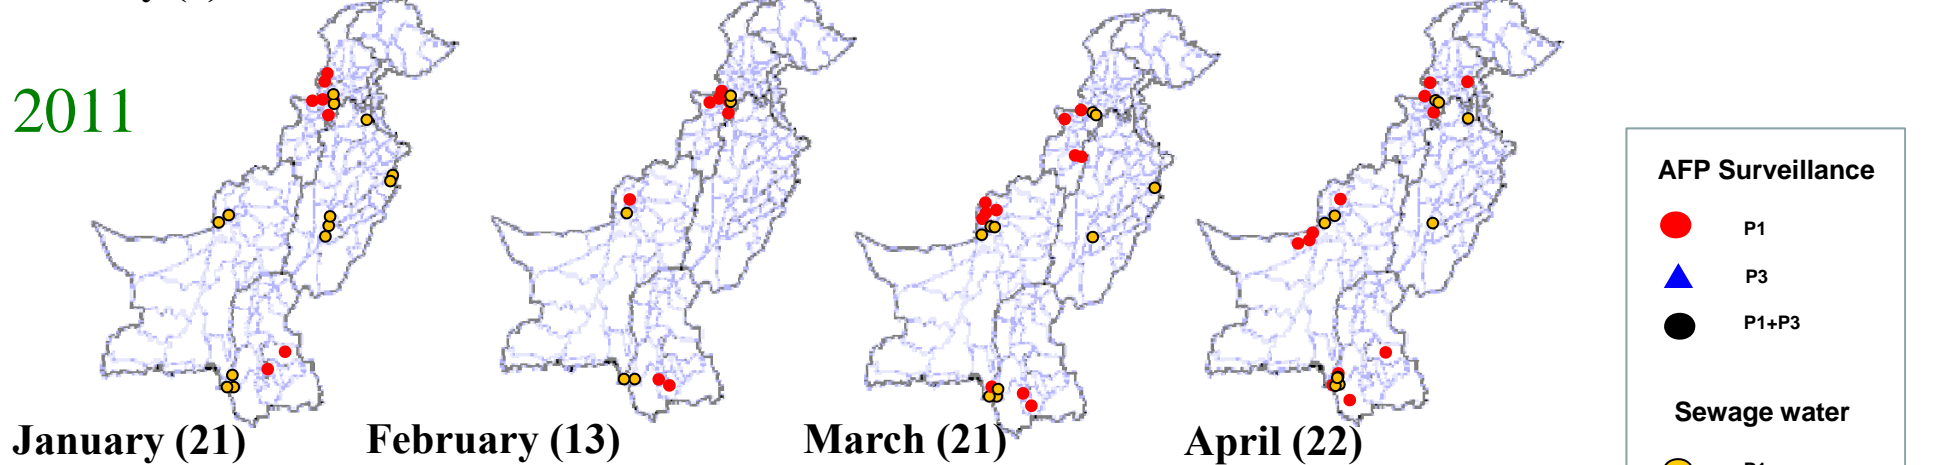 2011
AFP Surveillance
P1
P3
P1+P3
Sewage water
January (21)
February (13)
March (21)
April (22)